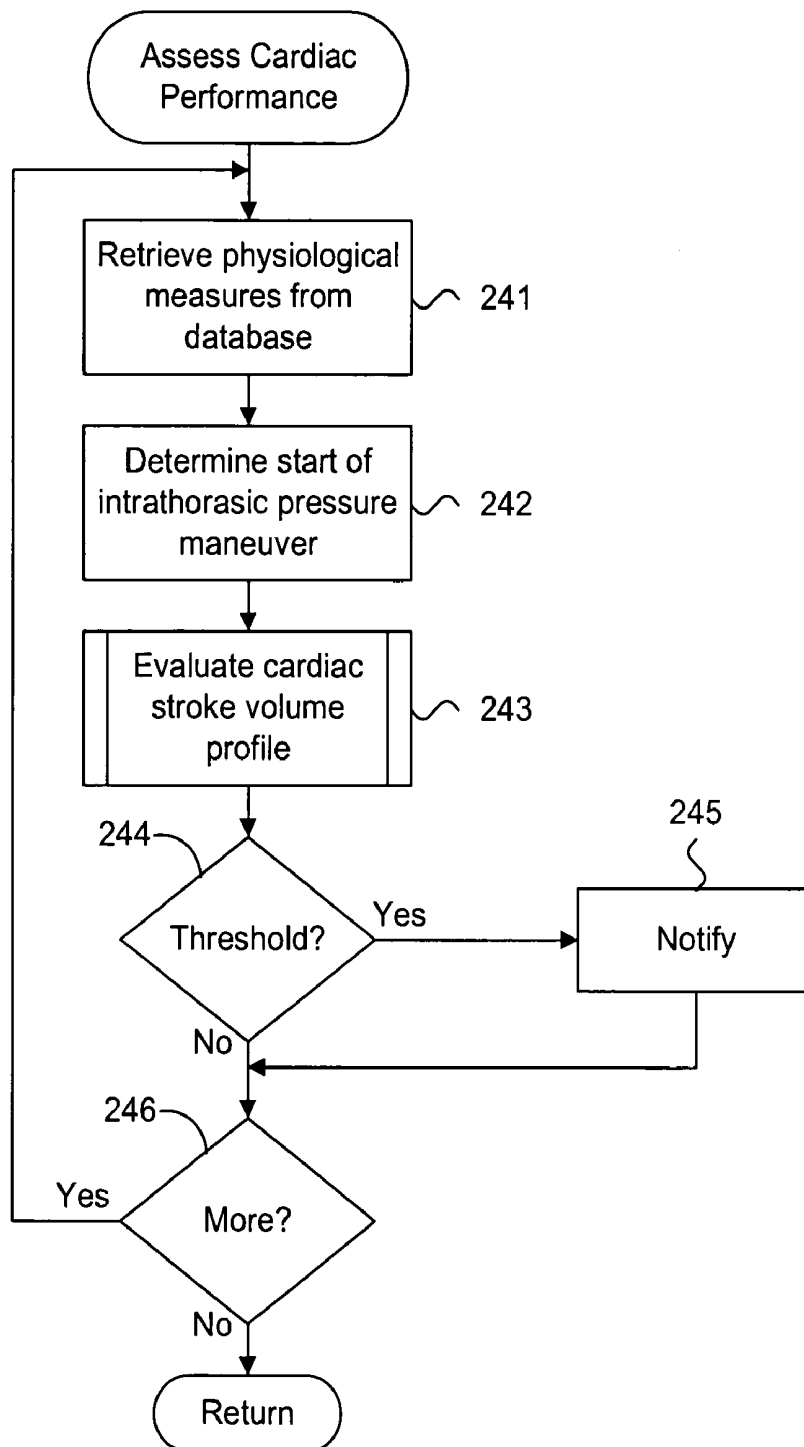 Assess Cardiac
Performance
Retrieve physiological
measures from
database
241
Determine start of
intrathorasic pressure
maneuver
242
Evaluate cardiac
stroke volume
profile
243
244
Threshold?
Yes
No
245
Notify
246
More?
Yes
No
Return